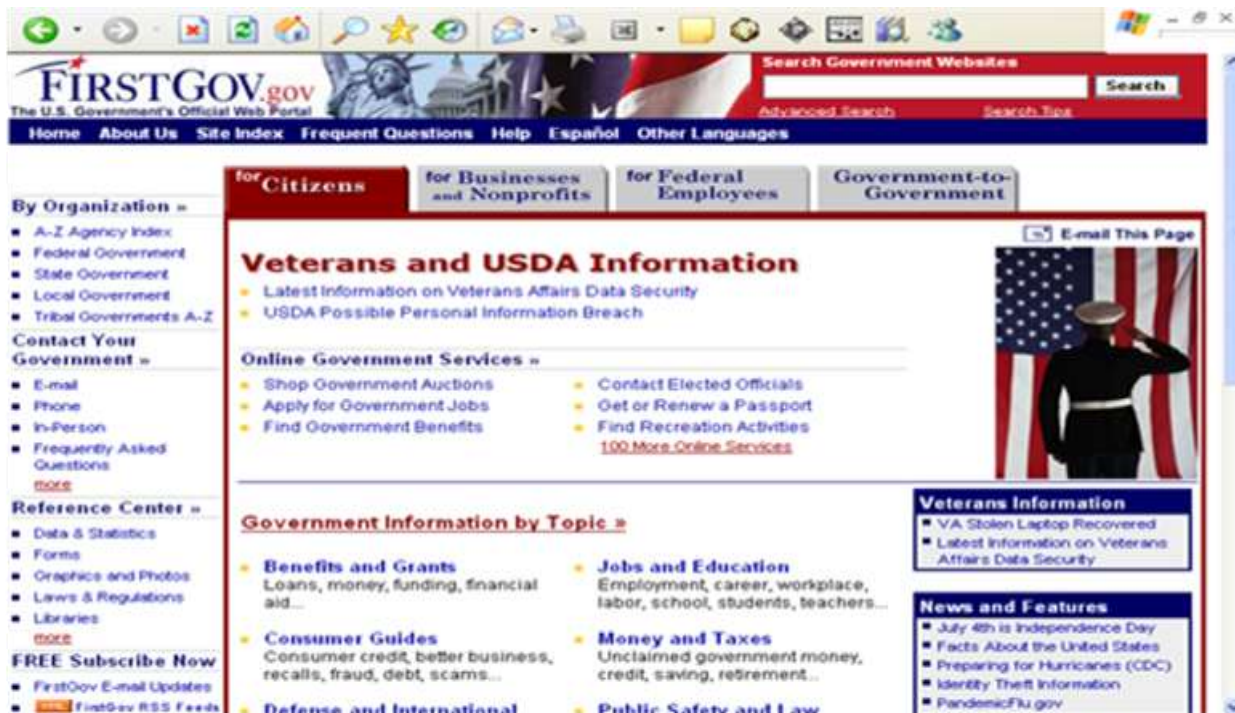 FIRSTGOV.gov
The U.S. Government's Official Web Portal
Search Government Websites
Search
Advanced Search
Search Tips
Home About Us Site Index Frequent Questions Help Español Other Languages
for Citizens
for Businesses and Nonprofits
for Federal Employees
Government-to-Government
By Organization »
A-Z Agency Index
Federal Government
State Government
Local Government
Tribal Governments A-Z
Contact Your
Government »
E-mail
Phone
In-Person
Frequently Asked
Questions
more
Reference Center »
Data & Statistics
Forms
Graphics and Photos
Laws & Regulations
Libraries
more
FREE Subscribe Now
FirstGov E-mail Updates
XML FirstGov RSS Feeds
E-mail This Page
Veterans and USDA Information
Latest Information on Veterans Affairs Data Security
USDA Possible Personal Information Breach
Online Government Services »
Shop Government Auctions
Apply for Government Jobs
Find Government Benefits
Contact Elected Officials
Get or Renew a Passport
Find Recreation Activities
100 More Online Services
Government Information by Topic »
Benefits and Grants
Loans, money, funding, financial
aid...
Consumer Guides
Consumer credit, better business,
recalls, fraud, debt, scams...
Defense and International
Jobs and Education
Employment, career, workplace,
labor, school, students, teachers...
Money and Taxes
Unclaimed government money,
credit, saving, retirement...
Public Safety and Law
Veterans Information
VA Stolen Laptop Recovered
Latest Information on Veterans
Affairs Data Security
News and Features
July 4th is Independence Day
Facts About the United States
Preparing for Hurricanes (CDC)
Identity Theft Information
PandemicFlu.gov